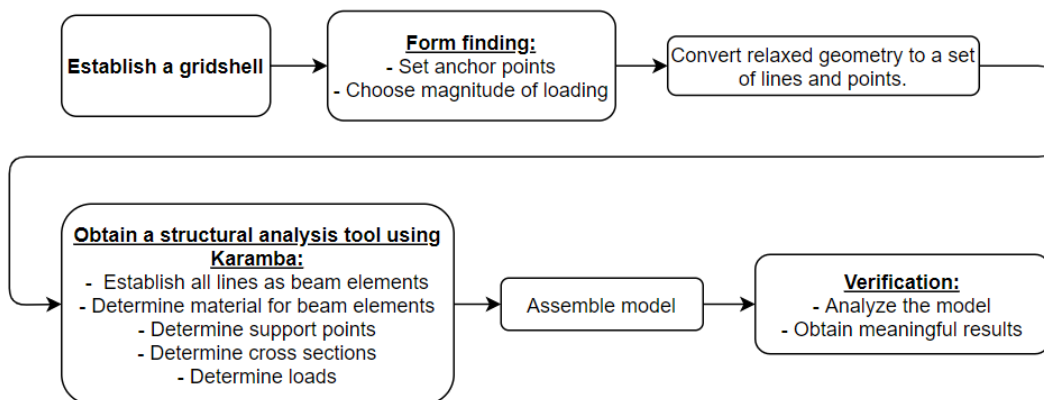 Establish a gridshell
Form finding:
- Set anchor points
- Choose magnitude of loading
Convert relaxed geometry to a set
of lines and points.
Obtain a structural analysis tool using
Karamba:
- Establish all lines as beam elements
- Determine material for beam elements
- Determine support points
- Determine cross sections
- Determine loads
Assemble model
Verification:
- Analyze the model
- Obtain meaningful results